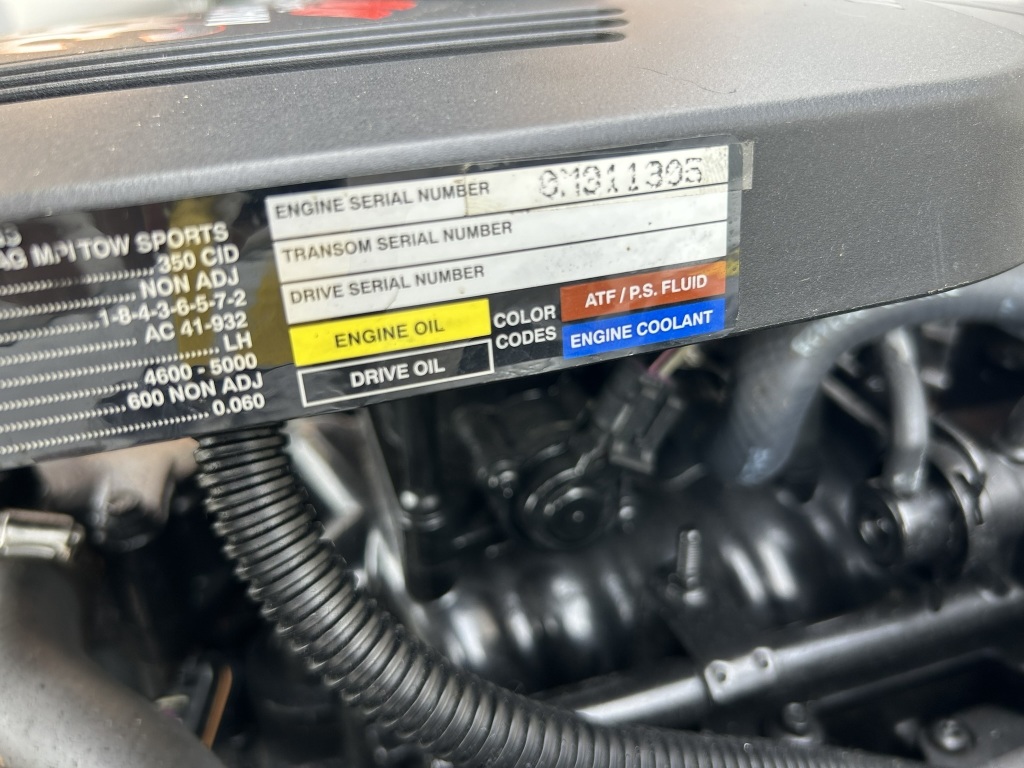 MPI TOW SPORTS
350 CID
NON ADJ
1-8-4-3-6-5-7-2
AC 41-932
LH
4600 - 5000
600 NON ADJ
0.060
ENGINE SERIAL NUMBER 0M311305
TRANSOM SERIAL NUMBER
DRIVE SERIAL NUMBER
ENGINE OIL
DRIVE OIL
COLOR
CODES
ATF / P.S. FLUID
ENGINE COOLANT